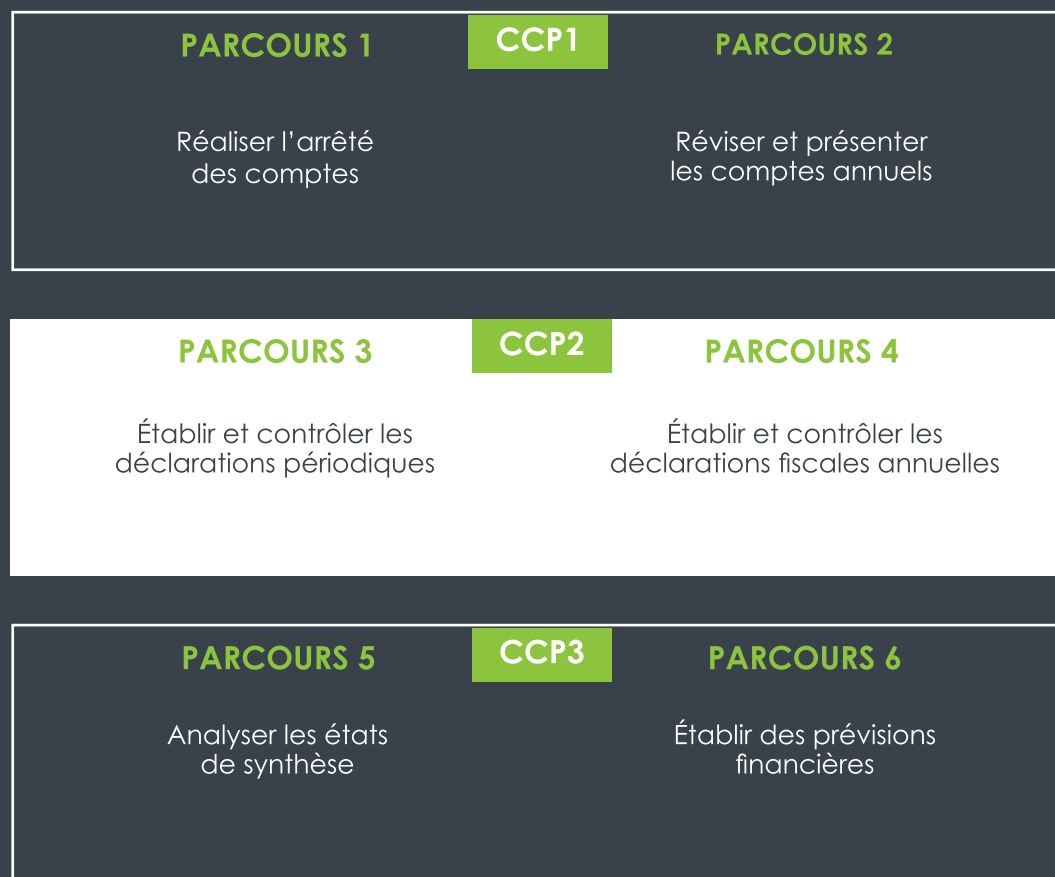 PARCOURS 1
CCP1
PARCOURS 2
Réaliser l’arrêté
des comptes
Réviser et présenter
les comptes annuels
PARCOURS 3
CCP2
PARCOURS 4
Établir et contrôler les
déclarations périodiques
Établir et contrôler les
déclarations fiscales annuelles
PARCOURS 5
CCP3
PARCOURS 6
Analyser les états
de synthèse
Établir des prévisions
financières